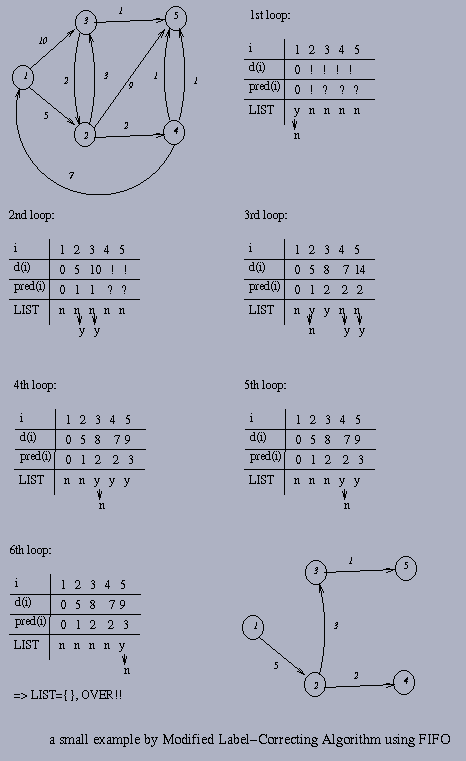 1
2
3
4
5
10
1
2
3
9
1
1
5
2
7
1st loop:
i 1 2 3 4 5
d(i) 0 ! ! ! !
pred(i) 0 ! ? ? ?
LIST y n n n n
n
2nd loop:
i 1 2 3 4 5
d(i) 0 5 10 ! !
pred(i) 0 1 1 ? ?
LIST n n n n n
y y
3rd loop:
i 1 2 3 4 5
d(i) 0 5 8 7 14
pred(i) 0 1 2 2 2
LIST n y y n n
n y y
4th loop:
i 1 2 3 4 5
d(i) 0 5 8 7 9
pred(i) 0 1 2 2 3
LIST n n y y y
n
5th loop:
i 1 2 3 4 5
d(i) 0 5 8 7 9
pred(i) 0 1 2 2 3
LIST n n n y y
n
6th loop:
i 1 2 3 4 5
d(i) 0 5 8 7 9
pred(i) 0 1 2 2 3
LIST n n n n y
n
=> LIST={ }, OVER!!
3
1
5
1
3
5
2
2
4
a small example by Modified Label-Correcting Algorithm using FIFO